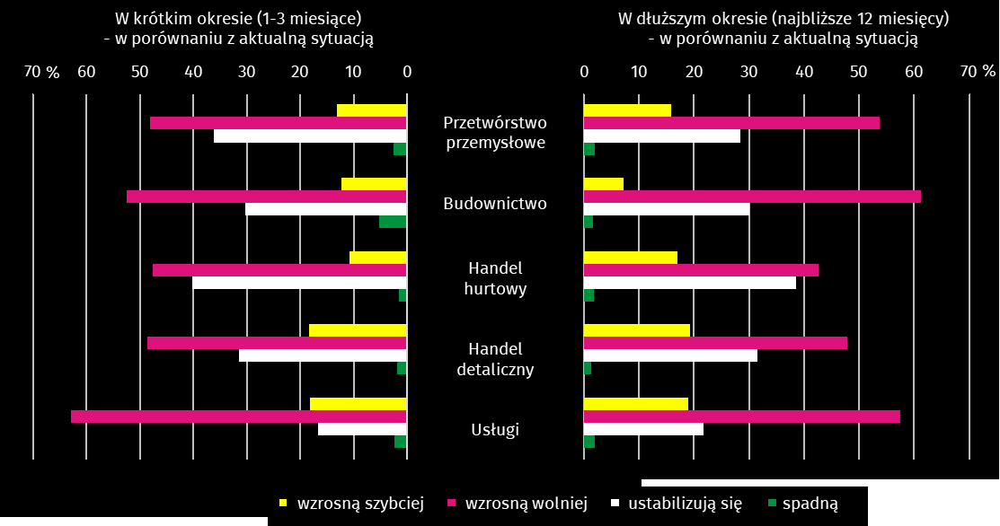 W krótkim okresie (1-3 miesiące)
- w porównaniu z aktualną sytuacją
W dłuższym okresie (najbliższe 12 miesięcy)
- w porównaniu z aktualną sytuacją
70 % 60 50 40 30 20 10 0
0 10 20 30 40 50 60 70 %
Przetwórstwo
przemysłowe
Budownictwo
Handel
hurtowy
Handel
detaliczny
Usługi
wzrosną szybciej
wzrosną wolniej
ustabilizują się
spadną